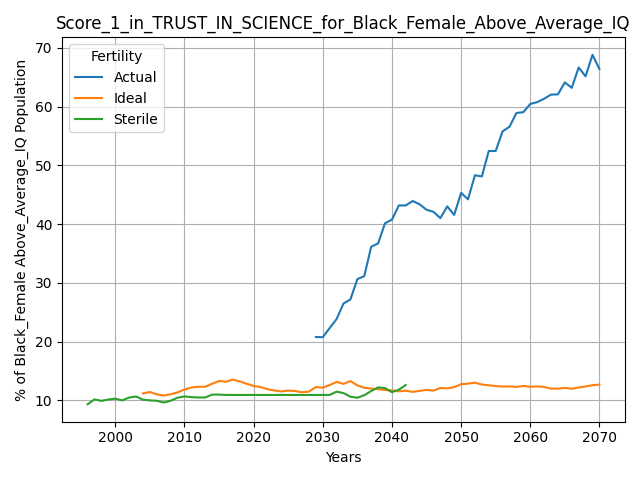 Score_1_in_TRUST_IN_SCIENCE_for_Black_Female_Above_Average_IQ
Fertility
Actual
Ideal
Sterile
% of Black_Female Above_Average_IQ Population
70
60
50
40
30
20
10
2000 2010 2020 2030 2040 2050 2060 2070
Years